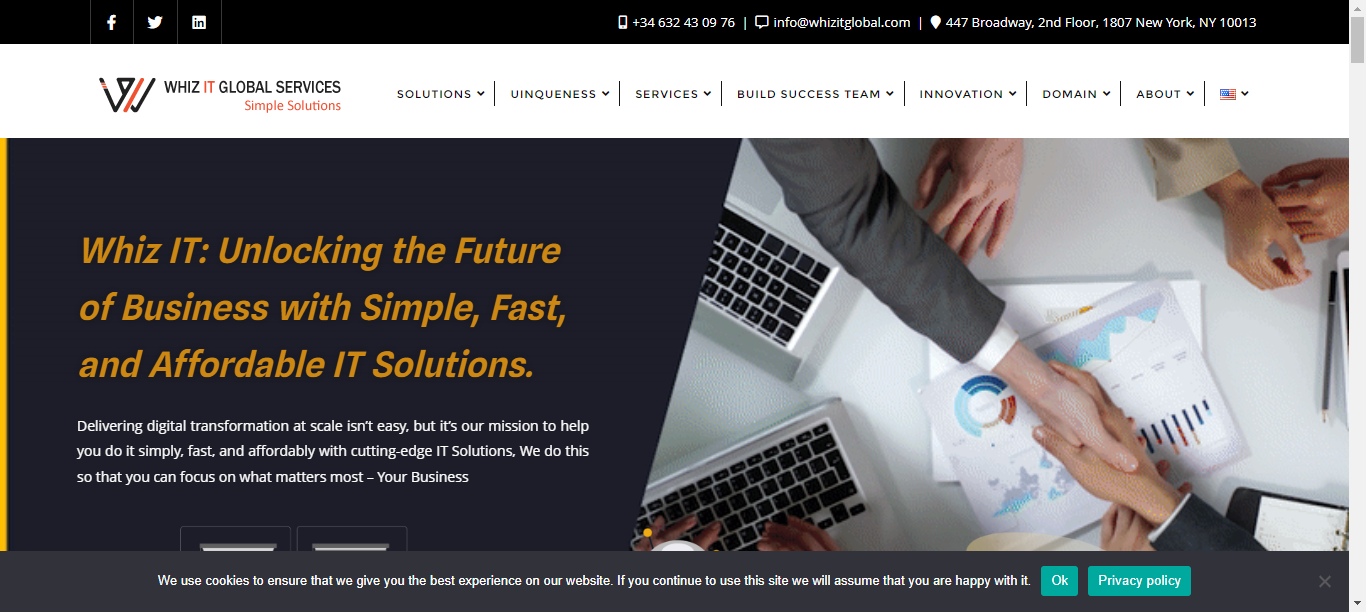 +34 632 43 09 76 | info@whizitglobal.com | 447 Broadway, 2nd Floor, 1807 New York, NY 10013
WHIZ IT GLOBAL SERVICES
Simple Solutions
SOLUTIONS
UINQUENESS
SERVICES
BUILD SUCCESS TEAM
INNOVATION
DOMAIN
ABOUT
Whiz IT: Unlocking the Future
of Business with Simple, Fast,
and Affordable IT Solutions.
Delivering digital transformation at scale isn't easy, but it's our mission to help
you do it simply, fast, and affordably with cutting-edge IT Solutions, We do this
so that you can focus on what matters most – Your Business
We use cookies to ensure that we give you the best experience on our website. If you continue to use this site we will assume that you are happy with it.
Ok
Privacy policy